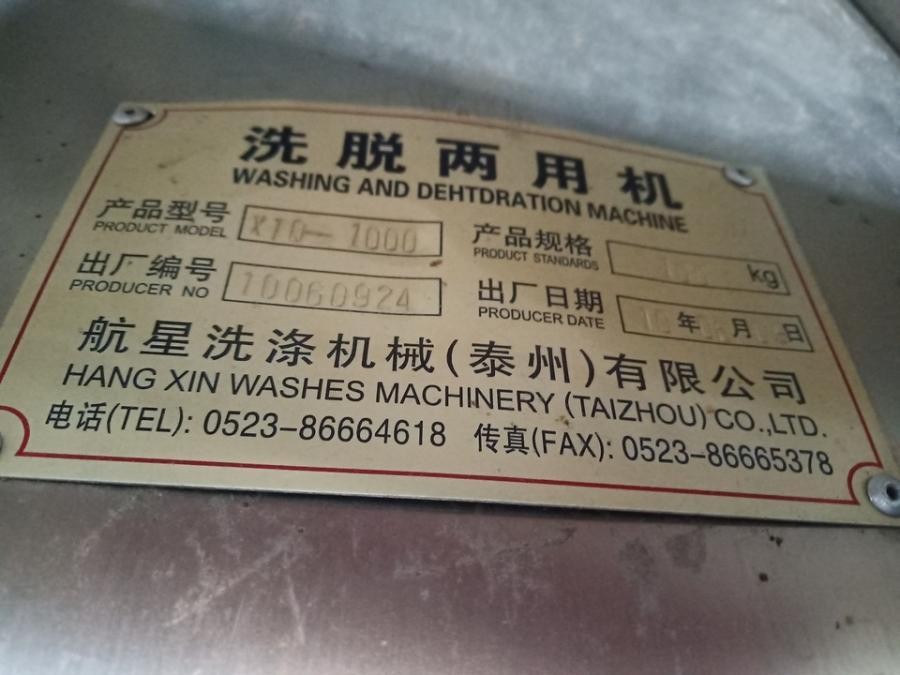 洗脱两用机
WASHING AND DEHTDRATION MACHINE
产品型号 XTQ-1000 产品规格 kg
PRODUCT MODEL PRODUCT STANDARDS
出厂编号 10060924 出厂日期 10年 月 日
PRODUCER NO PRODUCER DATE
航星洗涤机械(泰州)有限公司
HANG XIN WASHES MACHINERY (TAIZHOU) CO.,LTD.
电话(TEL): 0523-86664618 传真(FAX): 0523-86665378